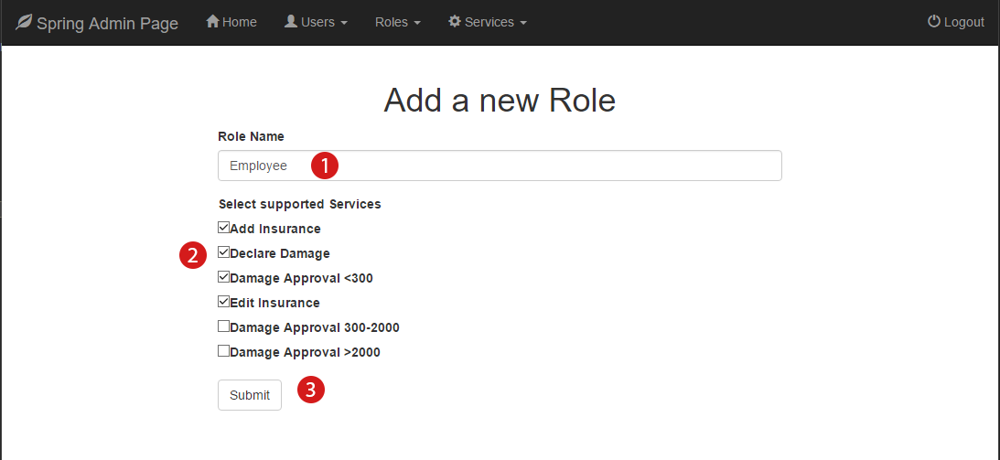 Spring Admin Page Home Users Roles Services Logout
Add a new Role
Role Name
Employee 1
Select supported Services
Add Insurance
2 Declare Damage
Damage Approval <300
Edit Insurance
Damage Approval 300-2000
Damage Approval >2000
Submit 3